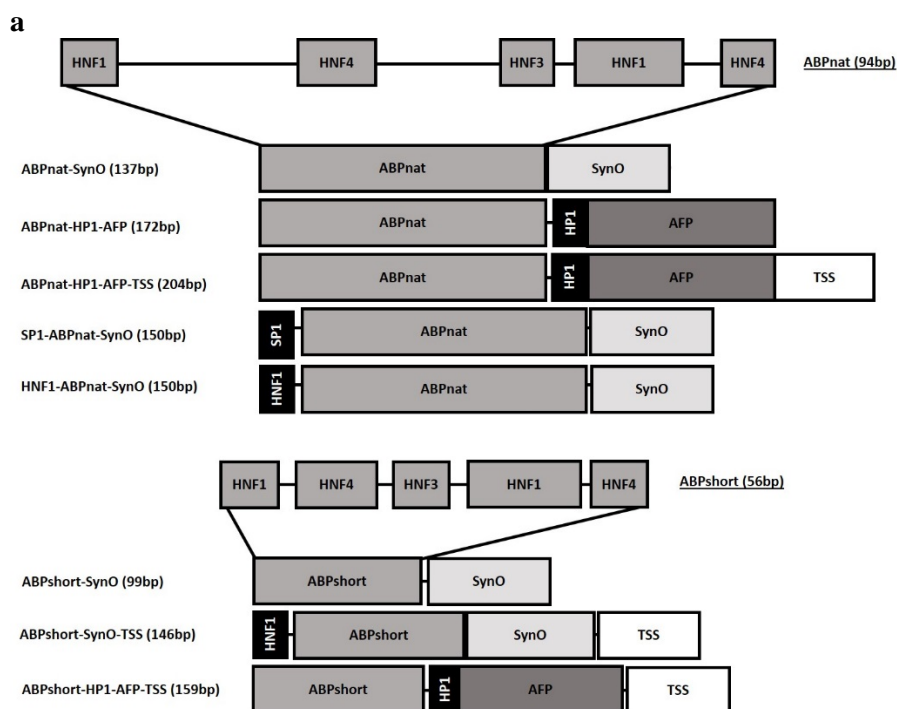 a
HNF1 HNF4 HNF3 HNF1 HNF4 ABPnat (94bp)
ABPnat-SynO (137bp) ABPnat SynO
ABPnat-HP1-AFP (172bp) ABPnat HP1 AFP
ABPnat-HP1-AFP-TSS (204bp) ABPnat HP1 AFP TSS
SP1-ABPnat-SynO (150bp) SP1 ABPnat SynO
HNF1-ABPnat-SynO (150bp) HNF1 ABPnat SynO
HNF1 HNF4 HNF3 HNF1 HNF4 ABPshort (56bp)
ABPshort-SynO (99bp) ABPshort SynO
ABPshort-SynO-TSS (146bp) HNF1 ABPshort SynO TSS
ABPshort-HP1-AFP-TSS (159bp) ABPshort HP1 AFP TSS